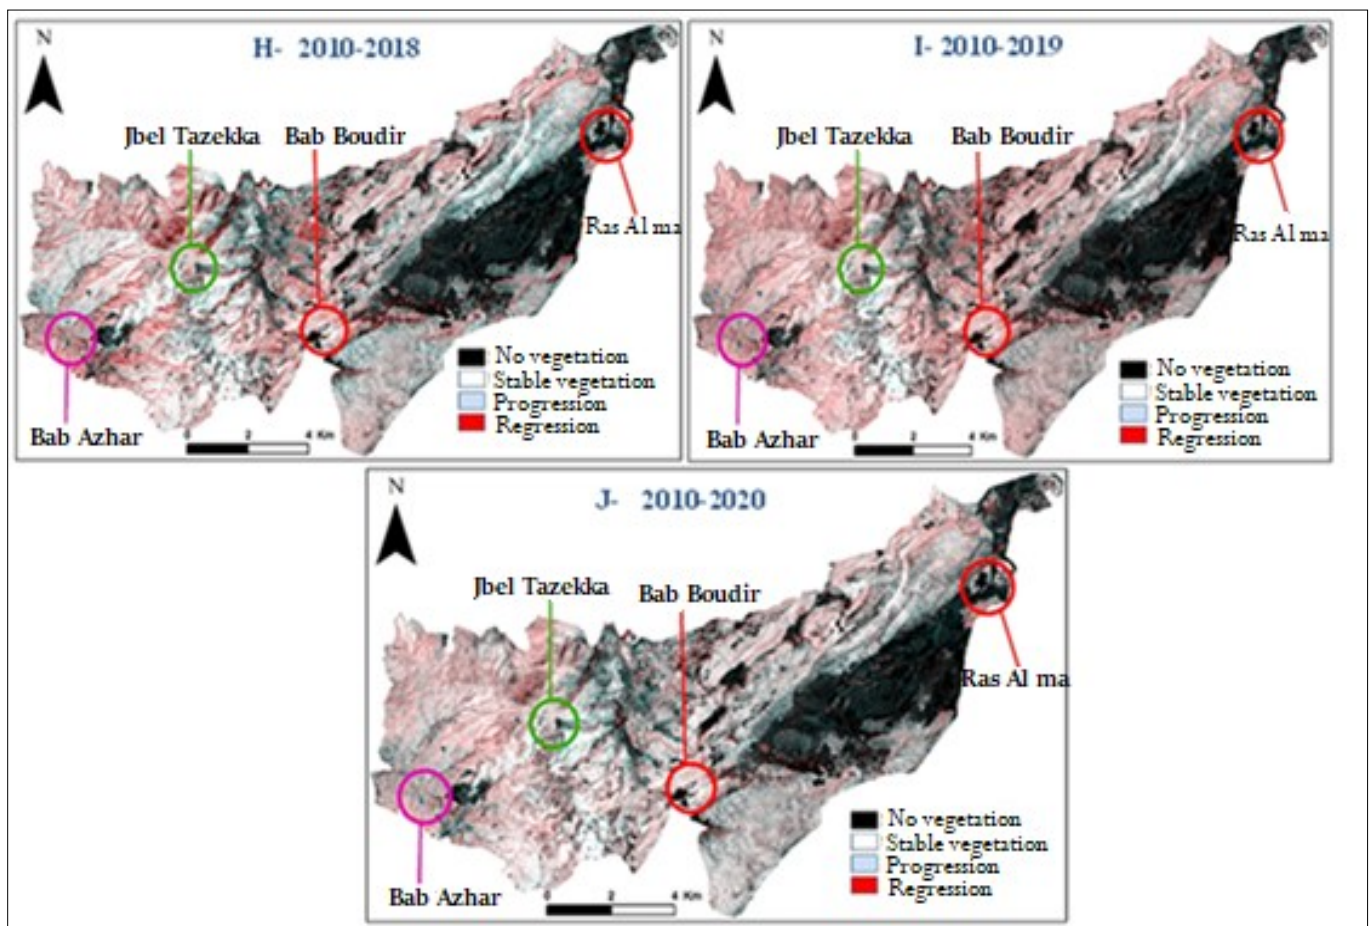 N
H- 2010-2018
Jbel Tazekka
Bab Boudir
Ras Al ma
No vegetation
Stable vegetation
Progression
Regression
Bab Azhar
0 2 4 Km
N
I- 2010-2019
Jbel Tazekka
Bab Boudir
Ras Al ma
No vegetation
Stable vegetation
Progression
Regression
Bab Azhar
0 2 4 Km
N
J- 2010-2020
Jbel Tazekka
Bab Boudir
Ras Al ma
No vegetation
Stable vegetation
Progression
Regression
Bab Azhar
0 2 4 Km